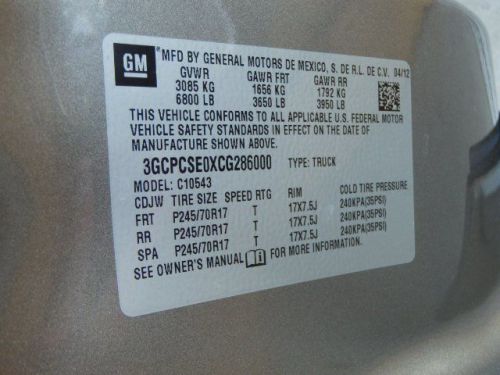 GM
MFD BY GENERAL MOTORS DE MEXICO, S. DE R.L. DE C.V. 04/12
GVWR GAWR FRT GAWR RR
3085 KG 1656 KG 1792 KG
6800 LB 3650 LB 3950 LB
THIS VEHICLE CONFORMS TO ALL APPLICABLE U.S. FEDERAL MOTOR
VEHICLE SAFETY STANDARDS IN EFFECT ON THE DATE OF
MANUFACTURE SHOWN ABOVE.
3GCPCSE0XCG286000 TYPE: TRUCK
MODEL: C10543
CDJW TIRE SIZE SPEED RTG RIM COLD TIRE PRESSURE
FRT P245/70R17 T 17X7.5J 240KPA(35PSI)
RR P245/70R17 T 17X7.5J 240KPA(35PSI)
SPA P245/70R17 T 17X7.5J 240KPA(35PSI)
SEE OWNER'S MANUAL FOR MORE INFORMATION.